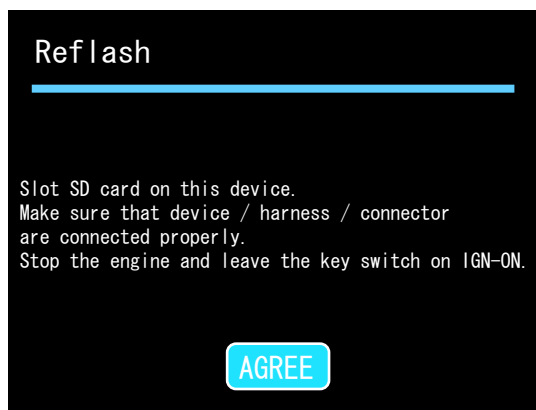 Reflash
Slot SD card on this device.
Make sure that device / harness / connector
are connected properly.
Stop the engine and leave the key switch on IGN-ON.
AGREE